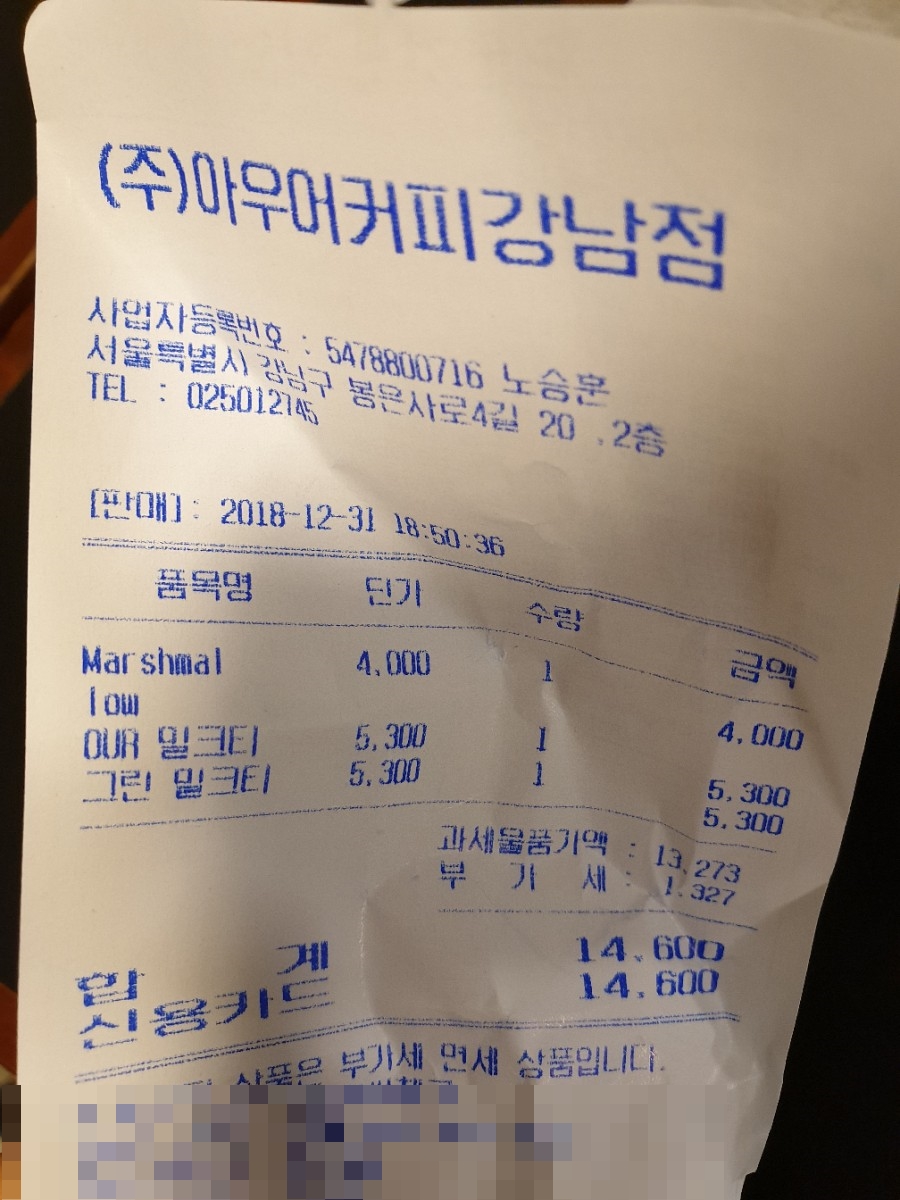 (주)아우어커피강남점
사업자등록번호 : 5478800716 노승훈
서울특별시 강남구 봉은사로4길 20 ,2층
TEL : 025012745
[판매] : 2018-12-31 18:50:36
품목명 단가 수량 금액
Marshmal 4,000 1 4,000
low
OUR 밀크티 5,300 1 5,300
그린 밀크티 5,300 1 5,300
과세물품가액 : 13,273
부 가 세 : 1,327
합 계 14,600
신용카드 14,600
상품은 부가세 면세 상품입니다.